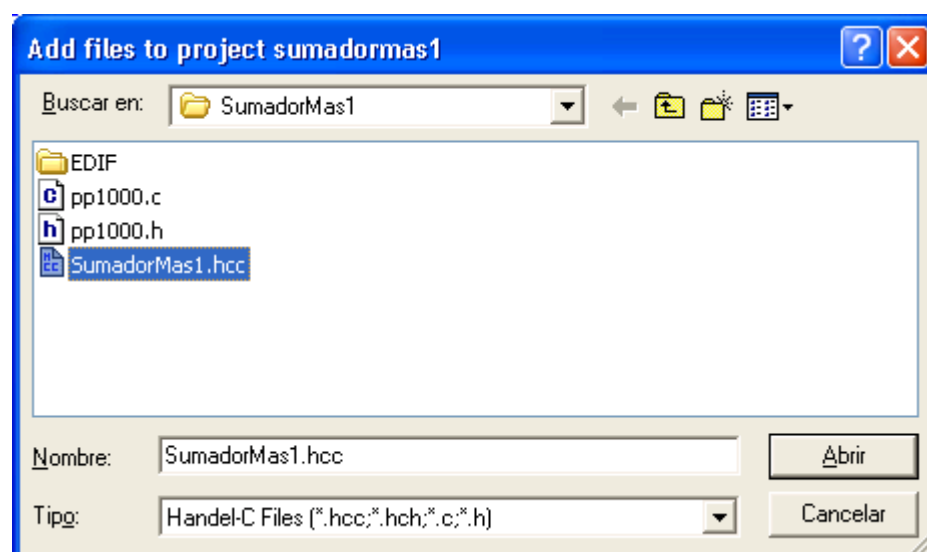 Add files to project sumadormas1
Buscar en: SumadorMas1
EDIF
pp1000.c
pp1000.h
SumadorMas1.hcc
Nombre: SumadorMas1.hcc Abrir
Tipo: Handel-C Files (*.hcc;*.hch;*.c;*.h) Cancelar